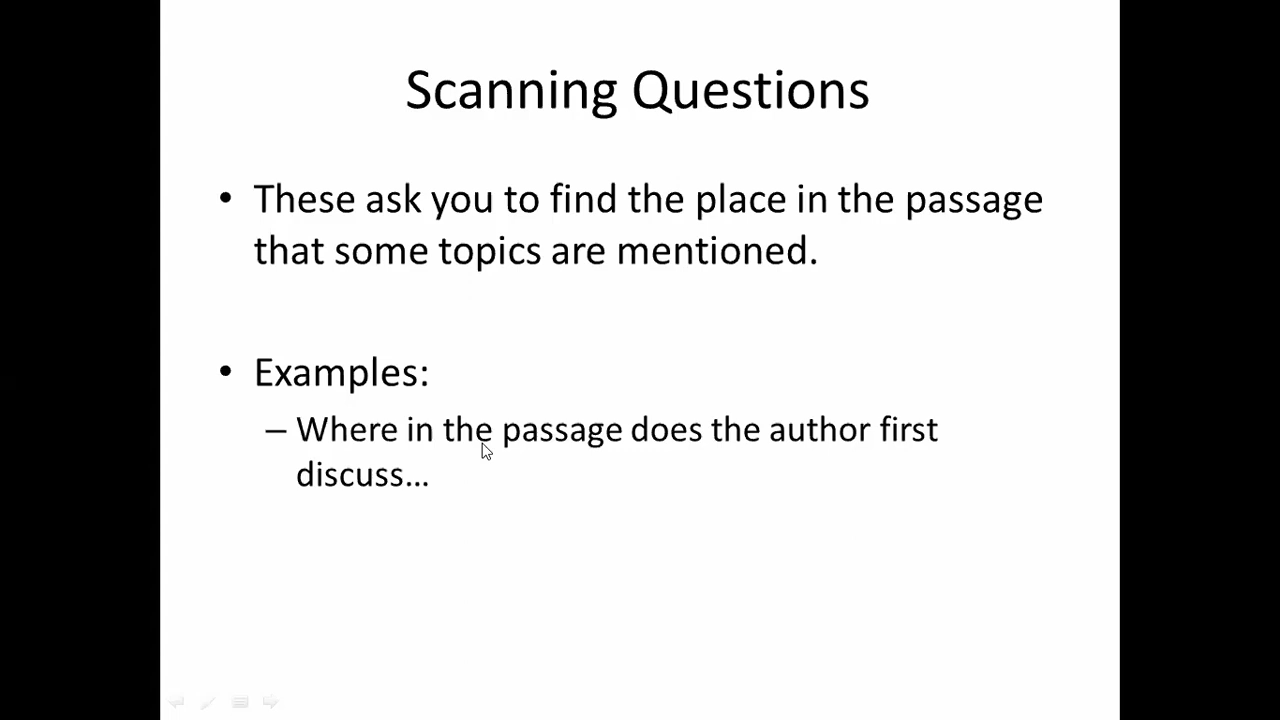 Scanning Questions
• These ask you to find the place in the passage
that some topics are mentioned.
• Examples:
– Where in the passage does the author first
discuss…